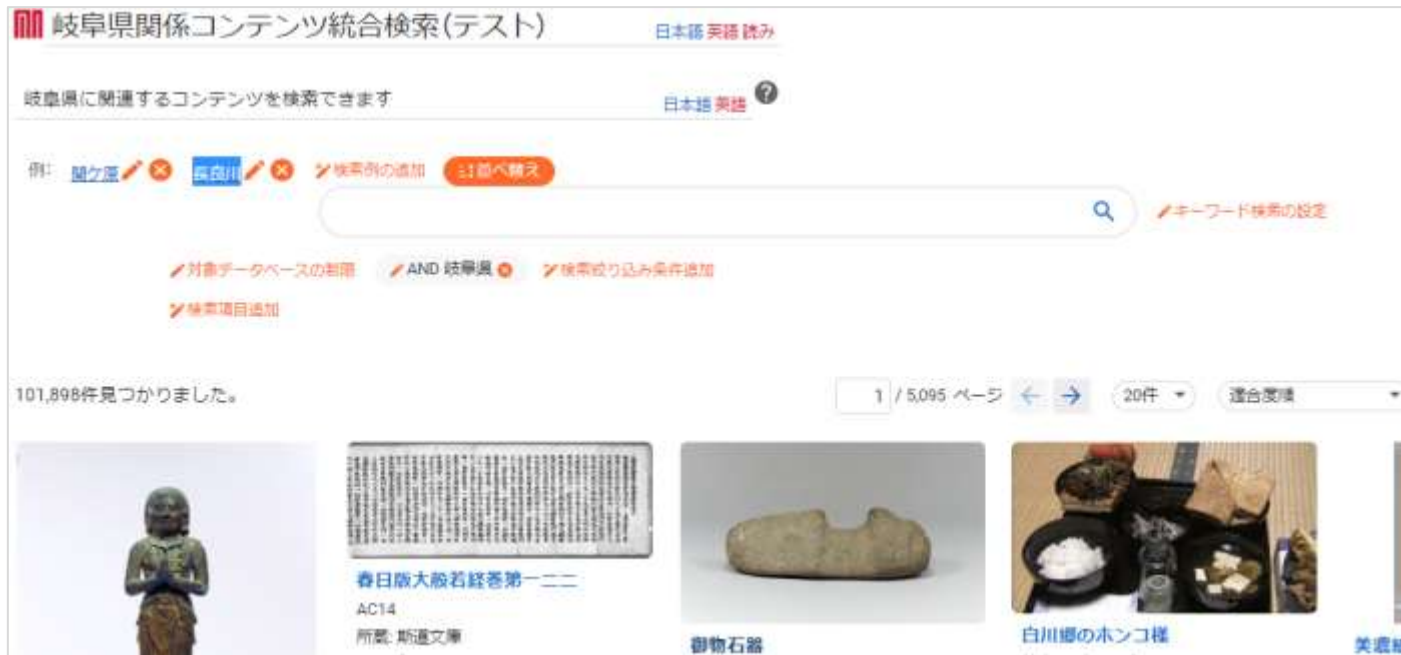 岐阜県関係コンテンツ統合検索(テスト) 日本語 英語 読み
岐阜県に関連するコンテンツを検索できます 日本語 英語 ?
例: 関ケ原 長良川 検索例の追加 並べ替え
キーワード検索の設定
対象データベースの制限 AND 岐阜県 検索絞り込み条件追加
検索項目追加
101,898件見つかりました。 1 / 5,095 ページ 20件 適合度順
春日版大般若経巻第一二二
AC14
所蔵: 斯道文庫
御物石器
白川郷のホンコ様
美濃